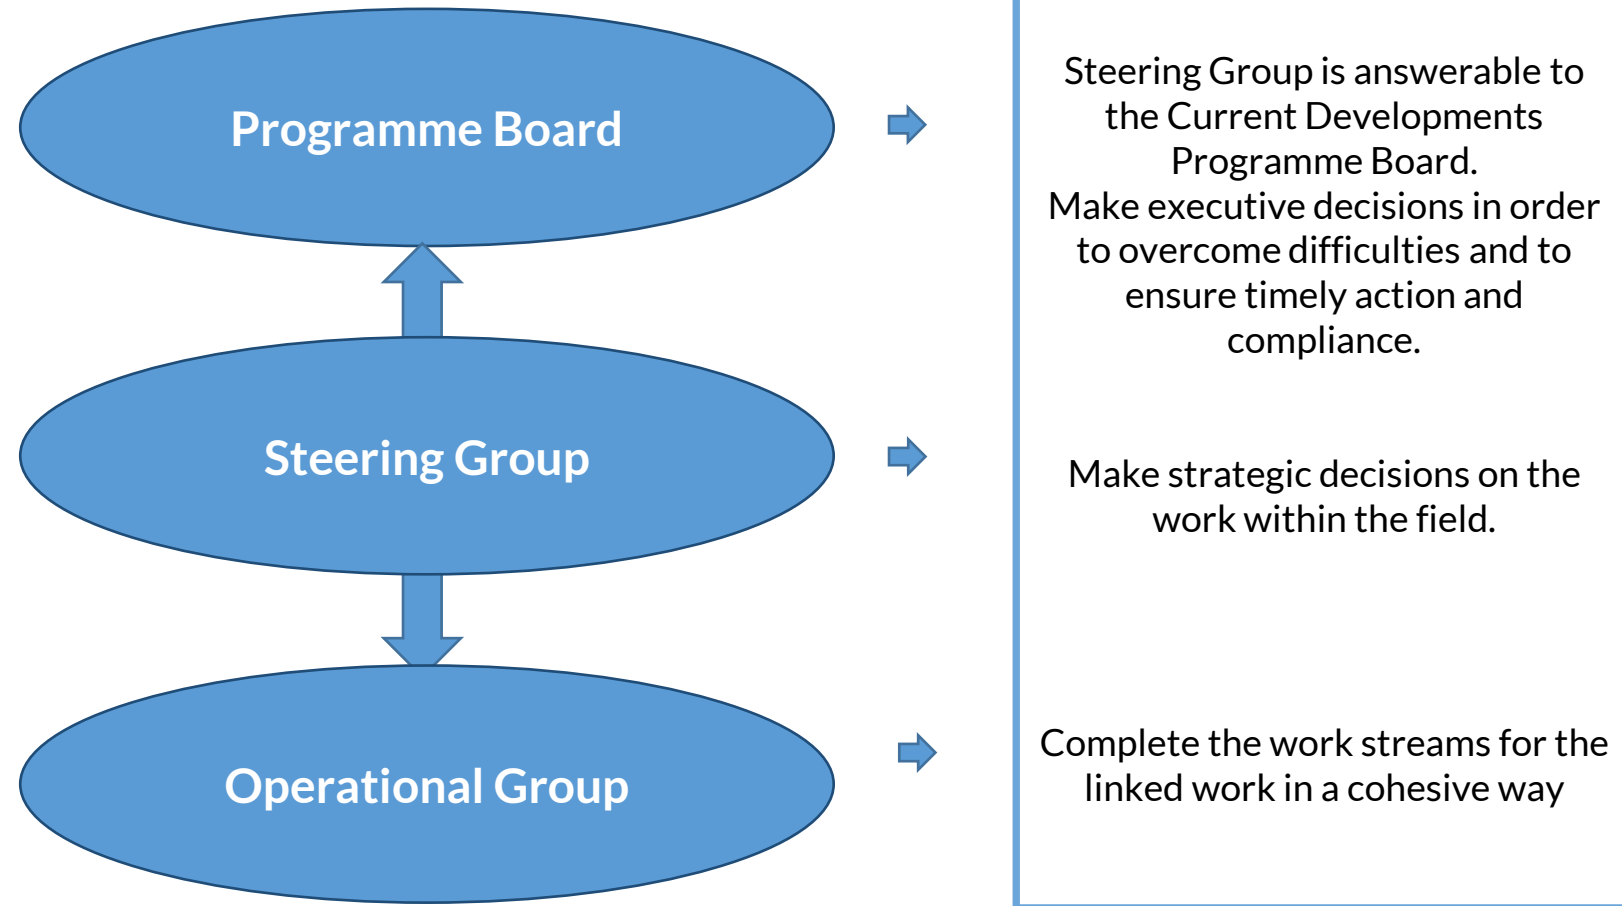 Programme Board
Steering Group is answerable to
the Current Developments
Programme Board.
Make executive decisions in order
to overcome difficulties and to
ensure timely action and
compliance.
Steering Group
Make strategic decisions on the
work within the field.
Operational Group
Complete the work streams for the
linked work in a cohesive way